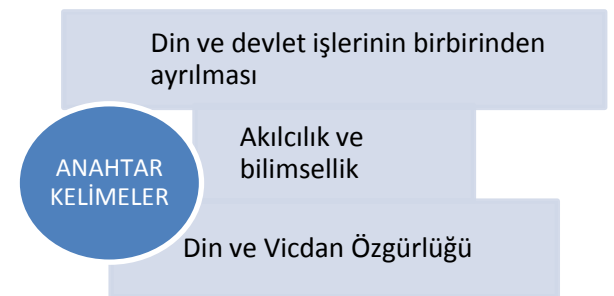 Din ve devlet işlerinin birbirinden
ayrılması
Akılcılık ve
bilimsellik
ANAHTAR
KELİMELER
Din ve Vicdan Özgürlüğü